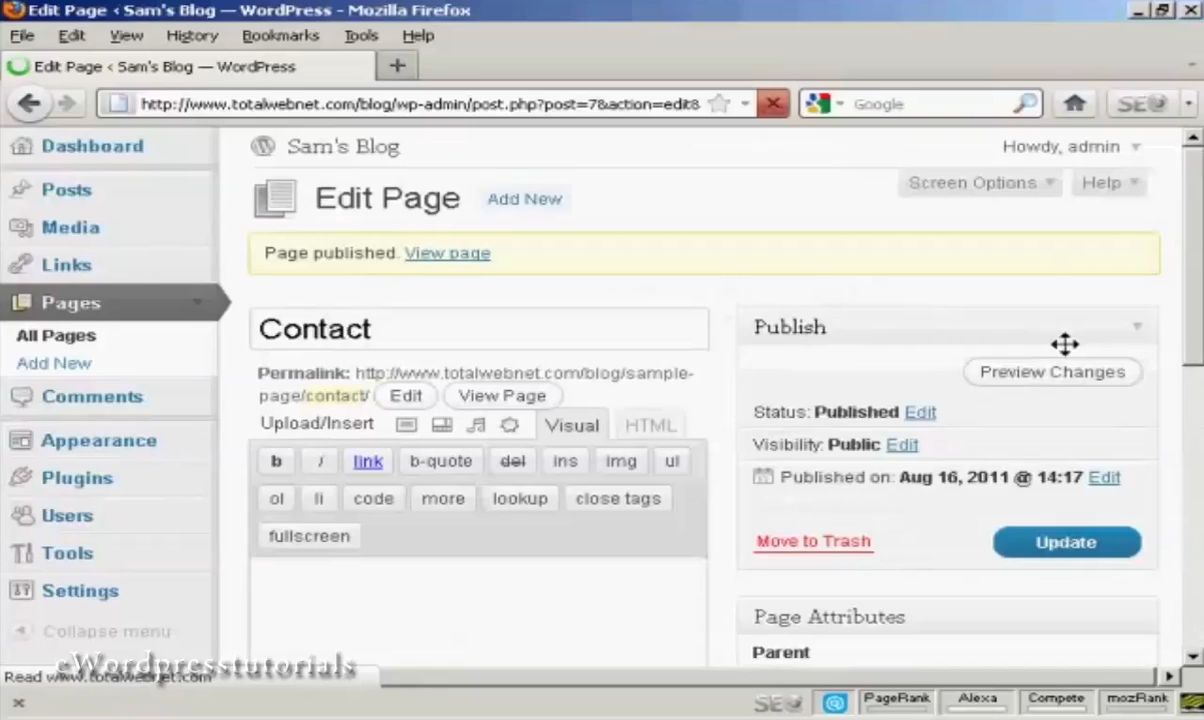 Edit Page ‹ Sam's Blog — WordPress - Mozilla Firefox
File Edit View History Bookmarks Tools Help
Edit Page ‹ Sam's Blog — WordPress
http://www.totalwebnet.com/blog/wp-admin/post.php?post=7&action=edit& Google SEO
Dashboard
Posts
Media
Links
Pages
All Pages
Add New
Comments
Appearance
Plugins
Users
Tools
Settings
Collapse menu
Sam's Blog Howdy, admin
Screen Options Help
Edit Page Add New
Page published. View page
Contact
Permalink: http://www.totalwebnet.com/blog/sample-
page/contact/ Edit View Page
Upload/Insert Visual HTML
b i link b-quote del ins img ul
ol li code more lookup close tags
fullscreen
Publish
Preview Changes
Status: Published Edit
Visibility: Public Edit
Published on: Aug 16, 2011 @ 14:17 Edit
Move to Trash Update
Page Attributes
Parent
eWordpresstutorials
Read www.totalwebnet.com
SEO PageRank Alexa Compete mozRank